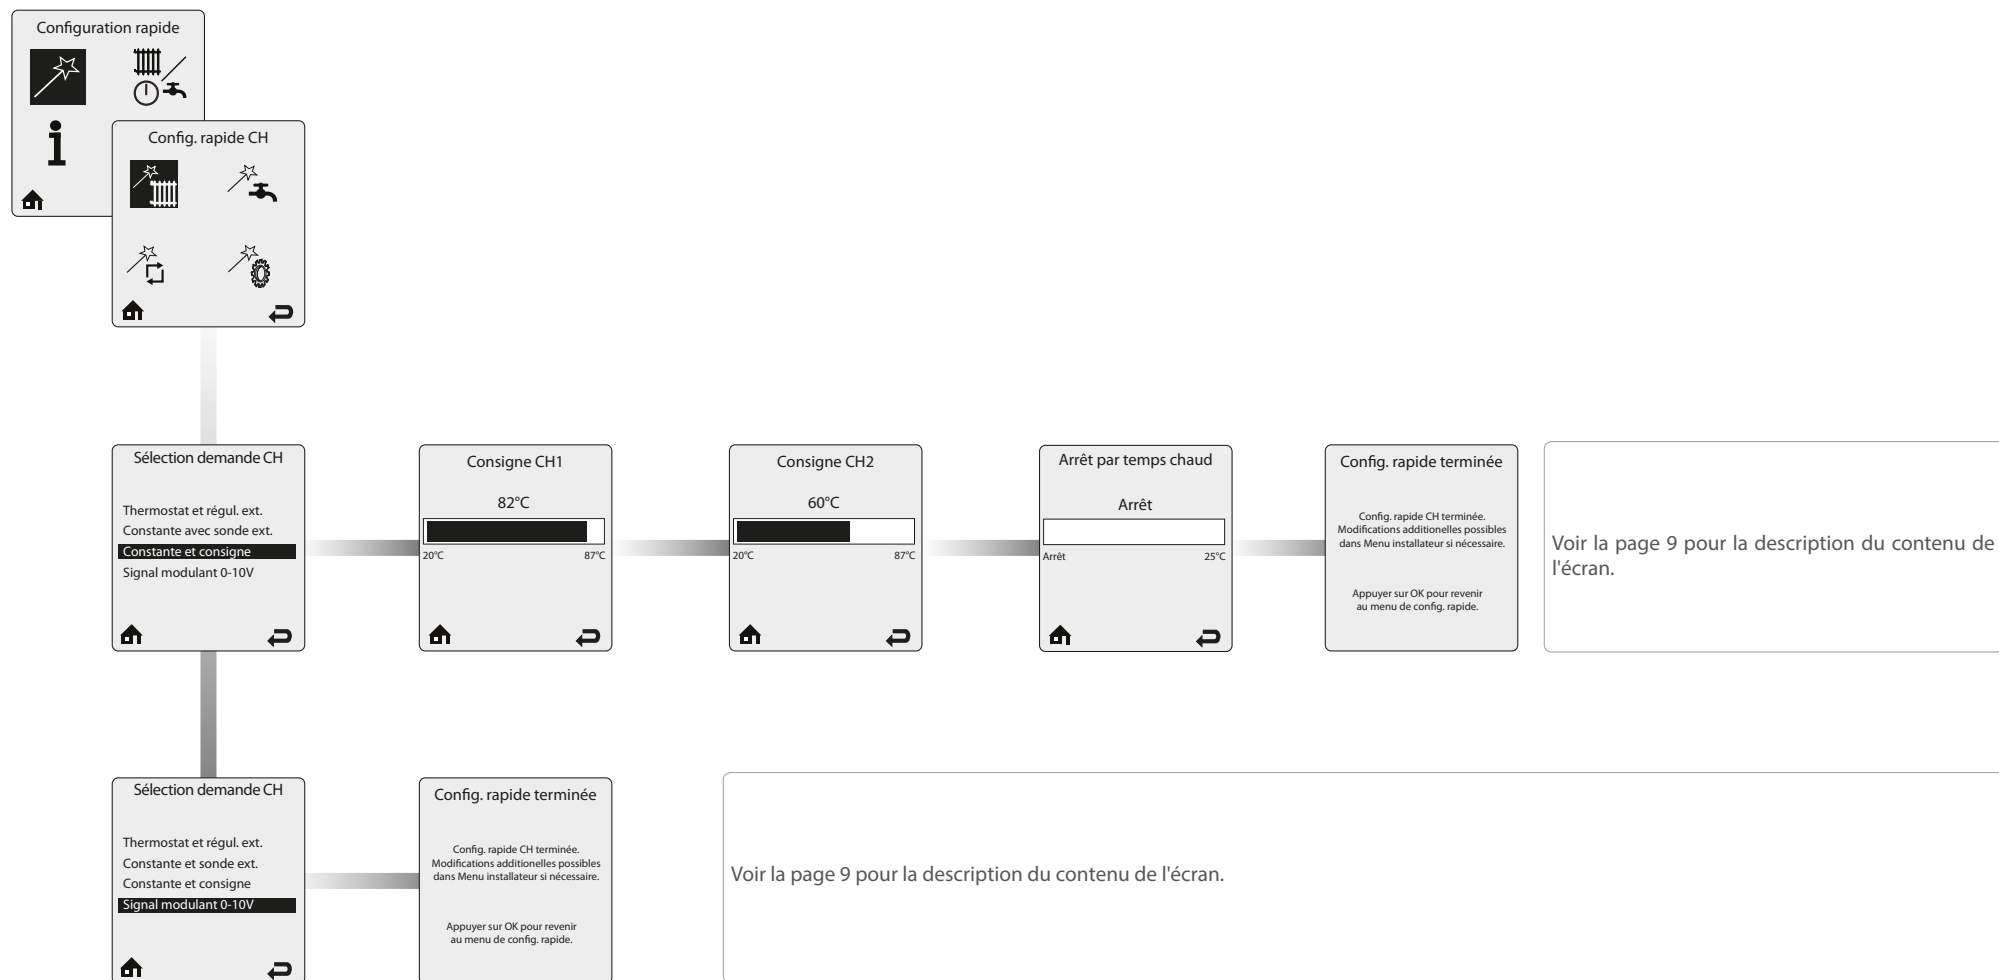 Configuration rapide
Config. rapide CH
Sélection demande CH
Thermostat et régul. ext.
Constante avec sonde ext.
Constante et consigne
Signal modulant 0-10V
Consigne CH1
82°C
20°C 87°C
Consigne CH2
60°C
20°C 87°C
Arrêt par temps chaud
Arrêt
Arrêt 25°C
Config. rapide terminée
Config. rapide CH terminée.
Modifications additionelles possibles
dans Menu installateur si nécessaire.
Appuyer sur OK pour revenir
au menu de config. rapide.
Voir la page 9 pour la description du contenu de
l'écran.
Sélection demande CH
Thermostat et régul. ext.
Constante et sonde ext.
Constante et consigne
Signal modulant 0-10V
Config. rapide terminée
Config. rapide CH terminée.
Modifications additionelles possibles
dans Menu installateur si nécessaire.
Appuyer sur OK pour revenir
au menu de config. rapide.
Voir la page 9 pour la description du contenu de l'écran.